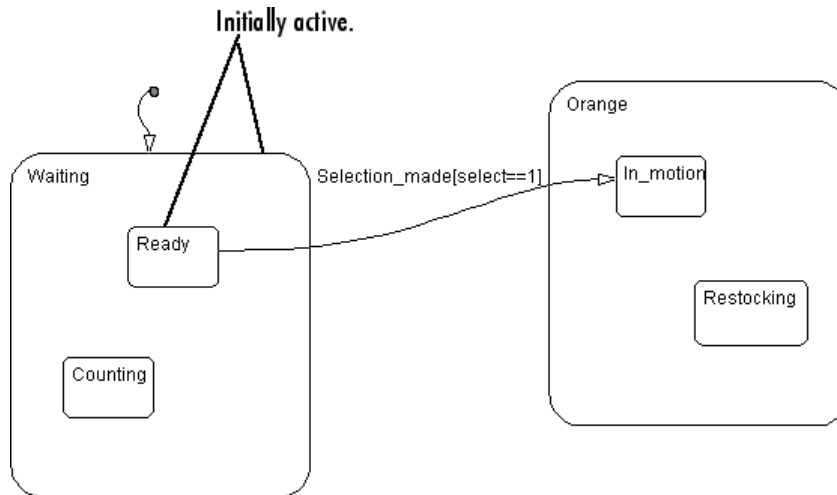 Initially active.
Orange
Waiting
Selection_made[select==1]
In_motion
Ready
Restocking
Counting